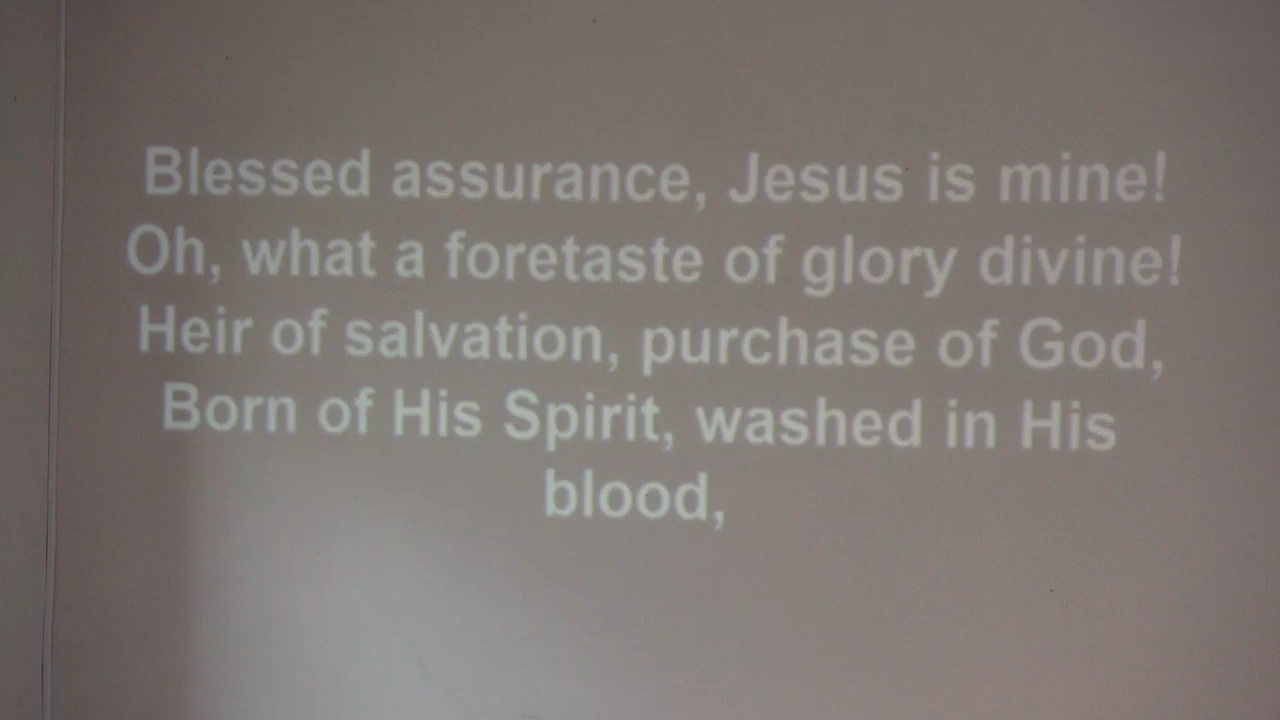 Blessed assurance, Jesus is mine!
Oh, what a foretaste of glory divine!
Heir of salvation, purchase of God,
Born of His Spirit, washed in His
blood,